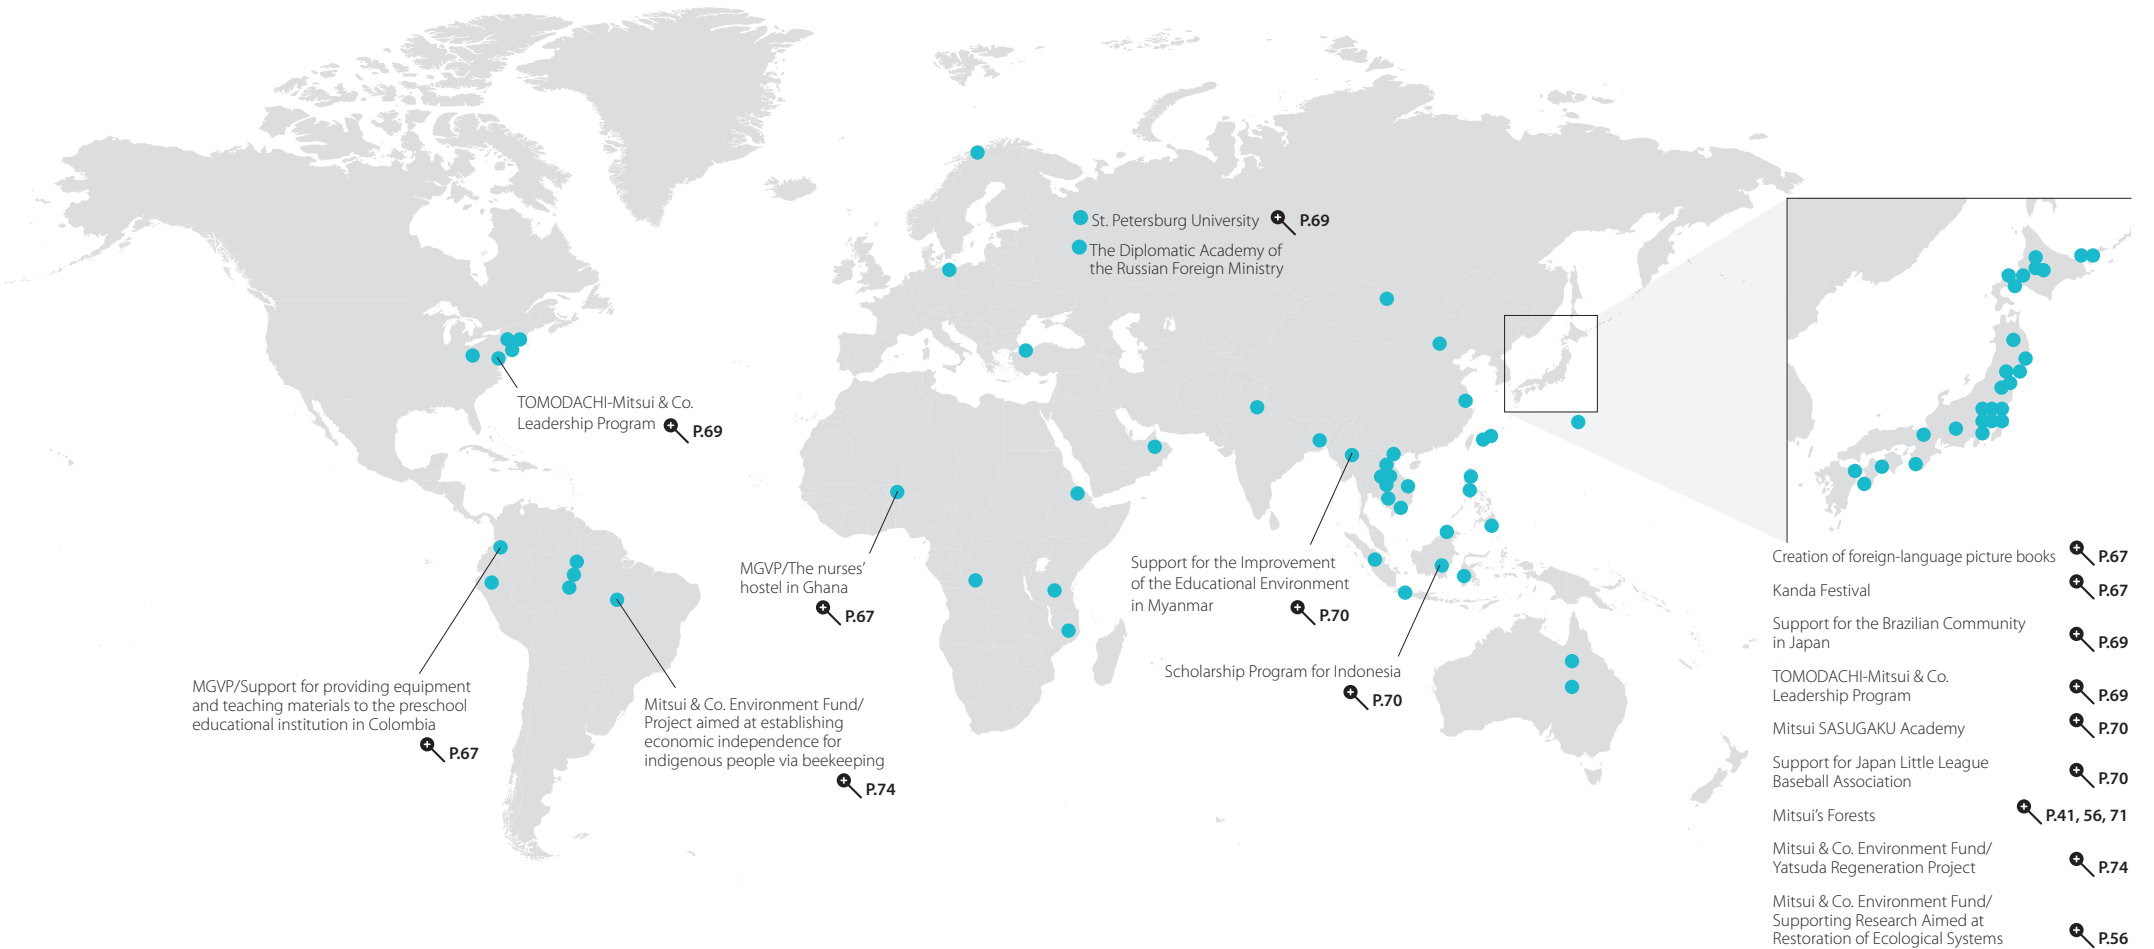 St. Petersburg University P.69
The Diplomatic Academy of
the Russian Foreign Ministry
TOMODACHI-Mitsui & Co.
Leadership Program P.69
MGVP/The nurses'
hostel in Ghana
P.67
Support for the Improvement
of the Educational Environment
in Myanmar
P.70
Scholarship Program for Indonesia
P.70
MGVP/Support for providing equipment
and teaching materials to the preschool
educational institution in Colombia
P.67
Mitsui & Co. Environment Fund/
Project aimed at establishing
economic independence for
indigenous people via beekeeping
P.74
Creation of foreign-language picture books P.67
Kanda Festival P.67
Support for the Brazilian Community
in Japan P.69
TOMODACHI-Mitsui & Co.
Leadership Program P.69
Mitsui SASUGAKU Academy P.70
Support for Japan Little League
Baseball Association P.70
Mitsui's Forests P.41, 56, 71
Mitsui & Co. Environment Fund/
Yatsuda Regeneration Project P.74
Mitsui & Co. Environment Fund/
Supporting Research Aimed at
Restoration of Ecological Systems P.56